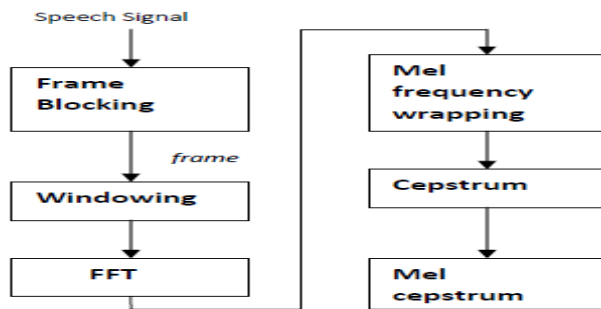 Speech Signal
Frame
Blocking
frame
Windowing
FFT
Mel
frequency
wrapping
Cepstrum
Mel
cepstrum